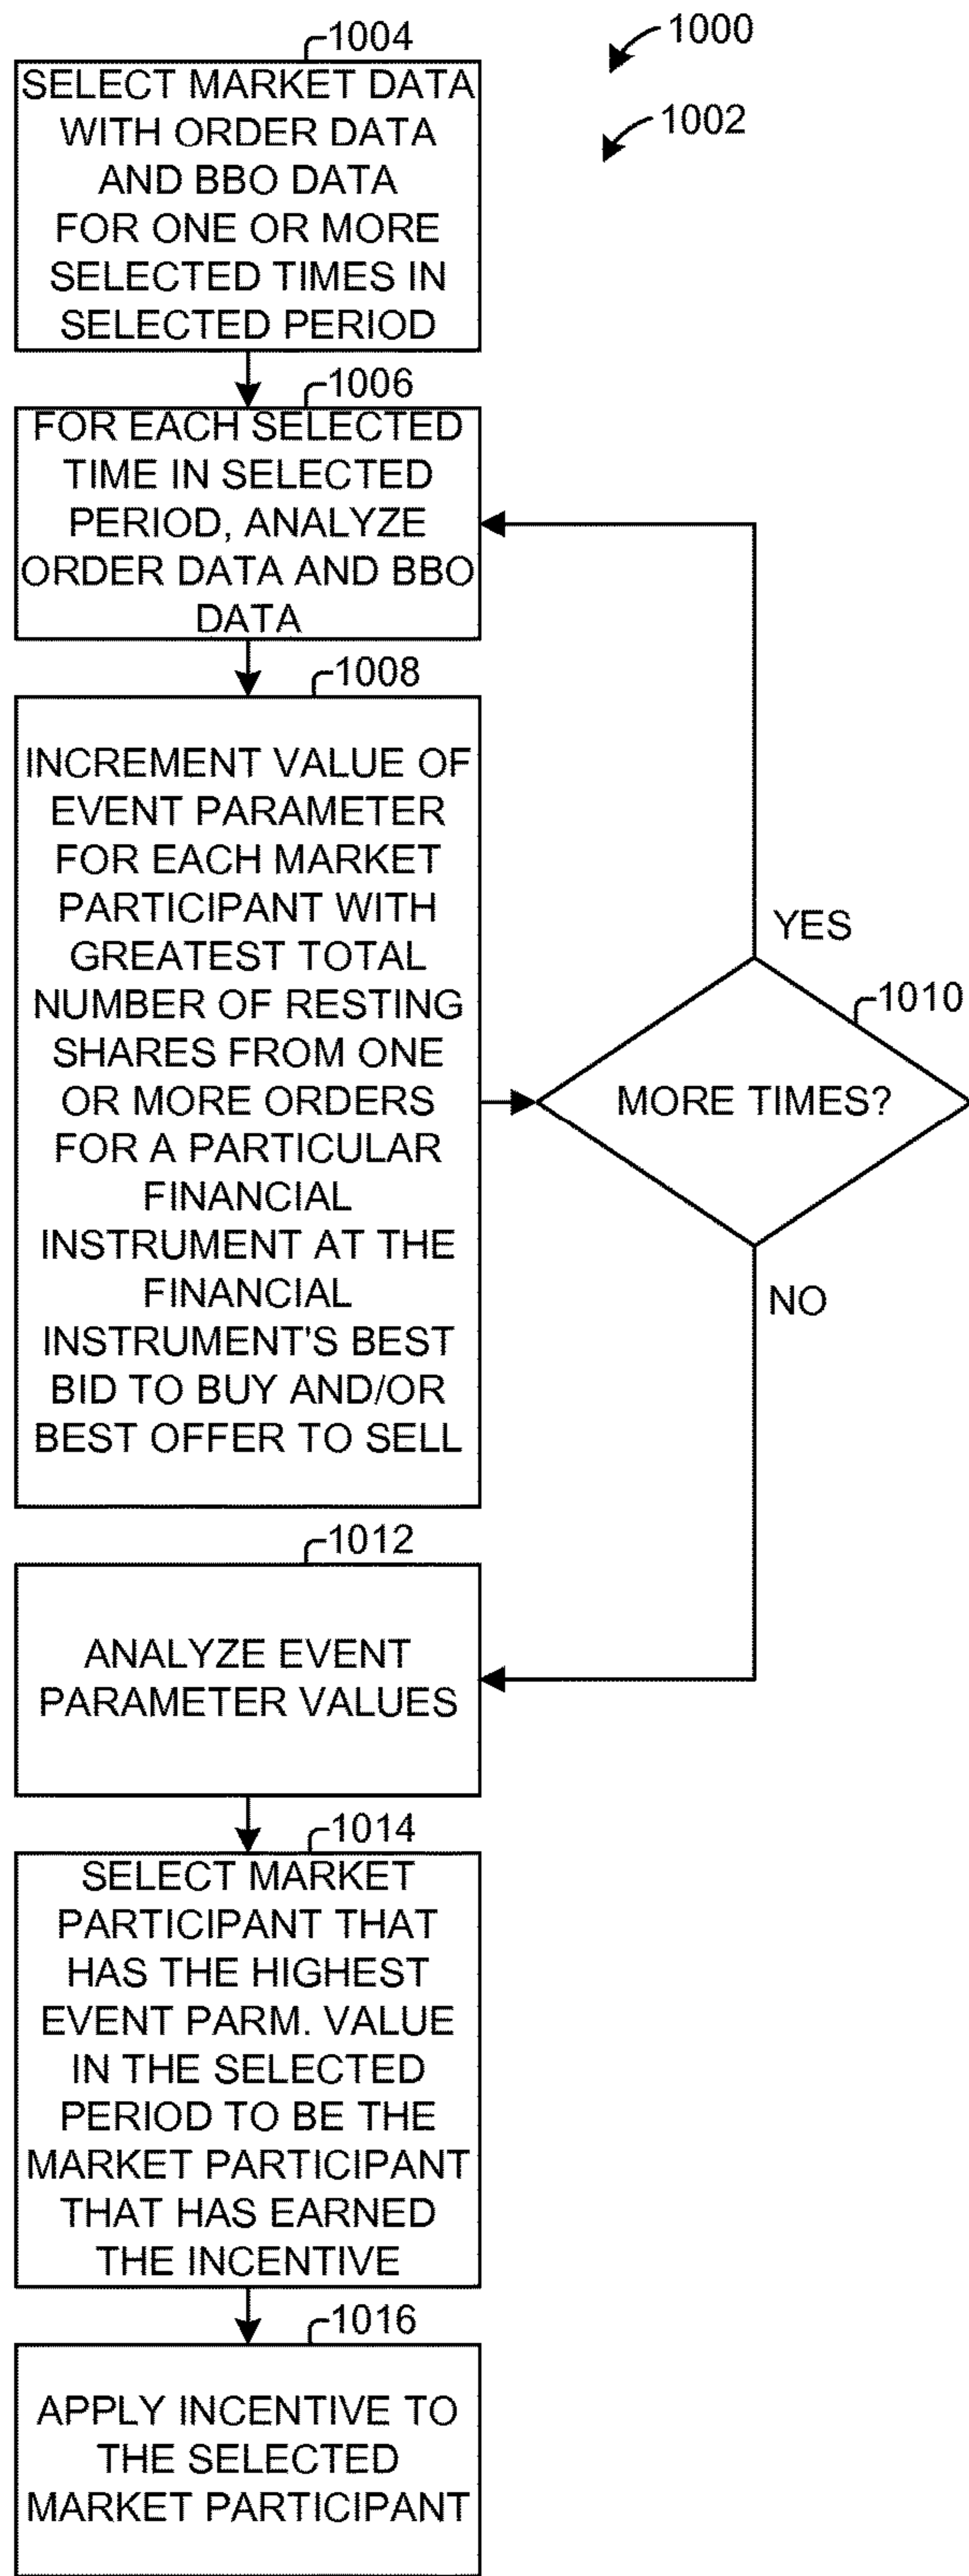 1000
1002
1004
SELECT MARKET DATA
WITH ORDER DATA
AND BBO DATA
FOR ONE OR MORE
SELECTED TIMES IN
SELECTED PERIOD
1006
FOR EACH SELECTED
TIME IN SELECTED
PERIOD, ANALYZE
ORDER DATA AND BBO
DATA
1008
INCREMENT VALUE OF
EVENT PARAMETER
FOR EACH MARKET
PARTICIPANT WITH
GREATEST TOTAL
NUMBER OF RESTING
SHARES FROM ONE
OR MORE ORDERS
FOR A PARTICULAR
FINANCIAL
INSTRUMENT AT THE
FINANCIAL
INSTRUMENT'S BEST
BID TO BUY AND/OR
BEST OFFER TO SELL
YES
1010
MORE TIMES?
NO
1012
ANALYZE EVENT
PARAMETER VALUES
1014
SELECT MARKET
PARTICIPANT THAT
HAS THE HIGHEST
EVENT PARM. VALUE
IN THE SELECTED
PERIOD TO BE THE
MARKET PARTICIPANT
THAT HAS EARNED
THE INCENTIVE
1016
APPLY INCENTIVE TO
THE SELECTED
MARKET PARTICIPANT